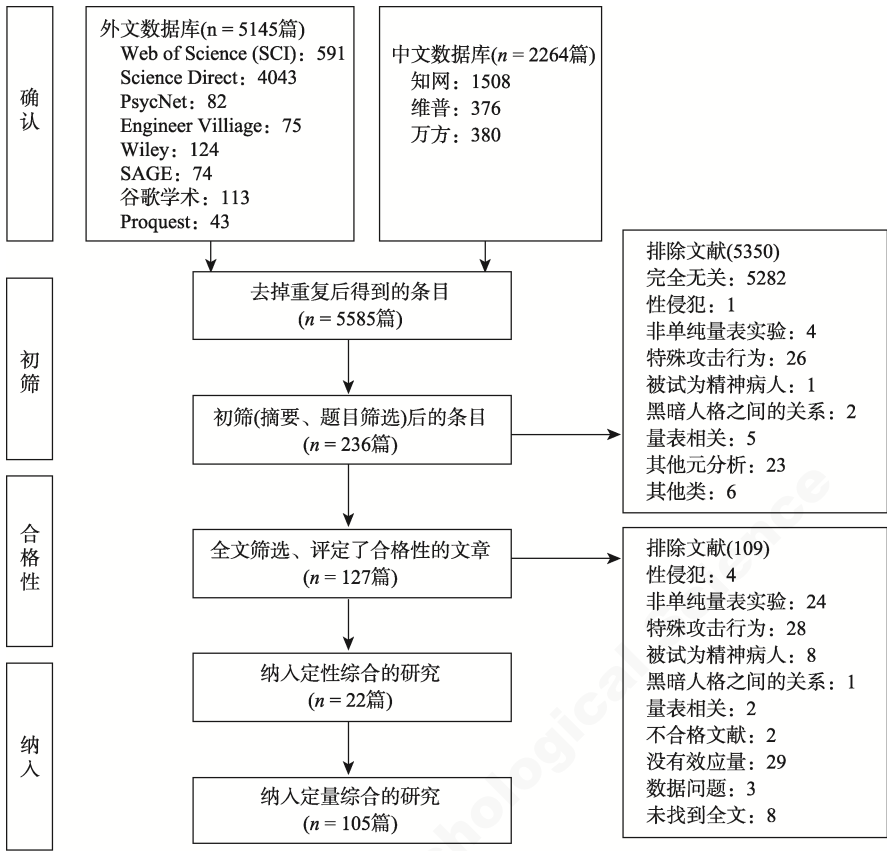 确认
外文数据库(n = 5145篇)
Web of Science (SCI)：591
Science Direct：4043
PsycNet：82
Engineer Villiage：75
Wiley：124
SAGE：74
谷歌学术：113
Proquest：43
中文数据库(n = 2264篇)
知网：1508
维普：376
万方：380
初筛
去掉重复后得到的条目
(n = 5585篇)
初筛(摘要、题目筛选)后的条目
(n = 236篇)
排除文献(5350)
完全无关：5282
性侵犯：1
非单纯量表实验：4
特殊攻击行为：26
被试为精神病人：1
黑暗人格之间的关系：2
量表相关：5
其他元分析：23
其他类：6
合格性
全文筛选、评定了合格性的文章
(n = 127篇)
排除文献(109)
性侵犯：4
非单纯量表实验：24
特殊攻击行为：28
被试为精神病人：8
黑暗人格之间的关系：1
量表相关：2
不合格文献：2
没有效应量：29
数据问题：3
未找到全文：8
纳入
纳入定性综合的研究
(n = 22篇)
纳入定量综合的研究
(n = 105篇)